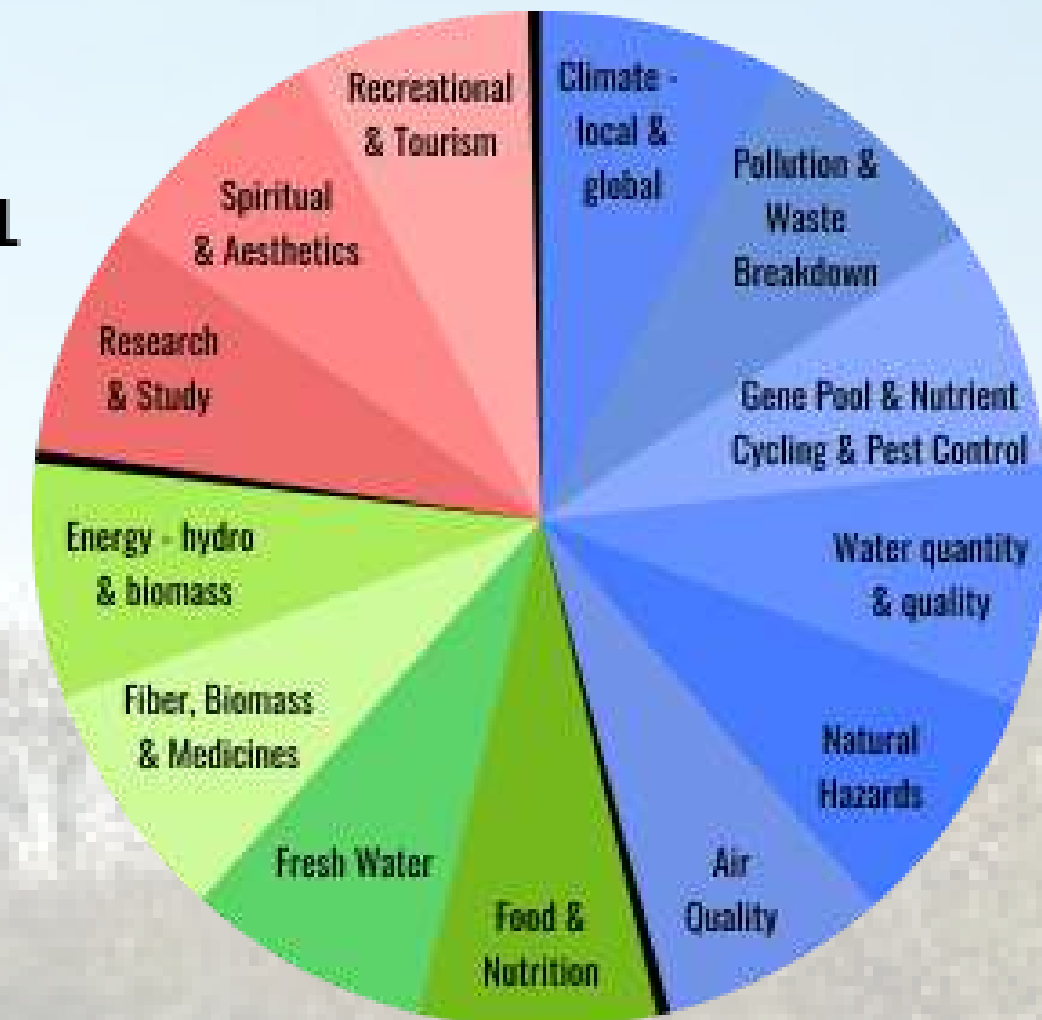 Climate -
local &
global
Pollution &
Waste
Breakdown
Gene Pool & Nutrient
Cycling & Pest Control
Water quantity
& quality
Natural
Hazards
Air
Quality
Food &
Nutrition
Fresh Water
Fiber, Biomass
& Medicines
Energy - hydro
& biomass
Research
& Study
Spiritual
& Aesthetics
Recreational
& Tourism